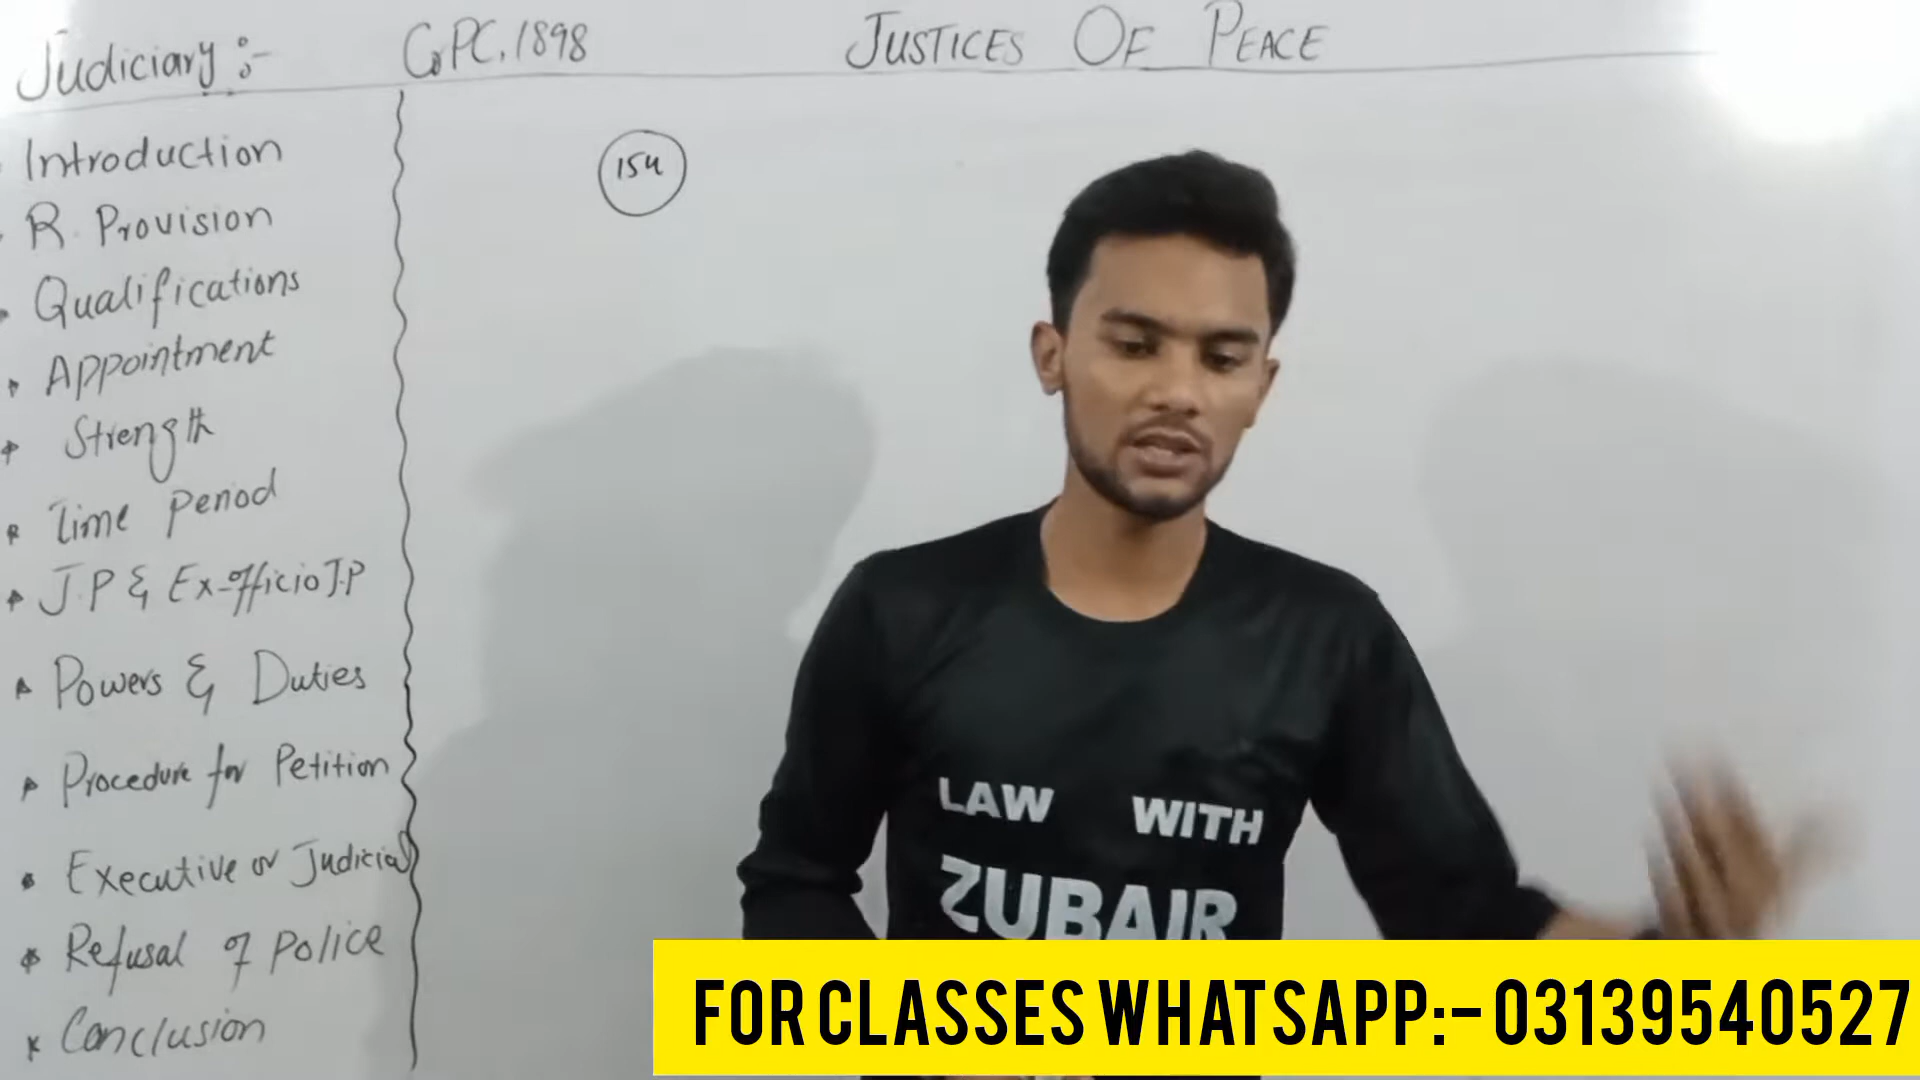 Judiciary :- CrPC, 1898 JUSTICES OF PEACE
Introduction
154
R. Provision
Qualifications
Appointment
Strength
Time period
J.P & Ex-officio J.P
Powers & Duties
Procedure for Petition
Executive or Judicial
Refusal of police
Conclusion
LAW WITH
ZUBAIR
FOR CLASSES WHATSAPP:- 03139540527